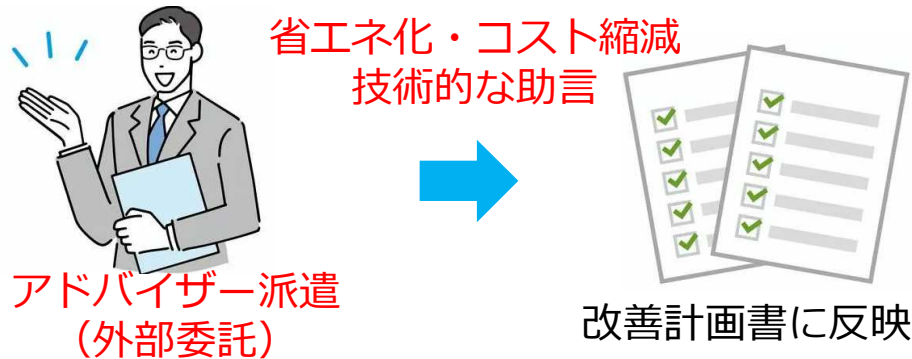 省エネ化・コスト縮減
技術的な助言
アドバイザー派遣
（外部委託）
改善計画書に反映